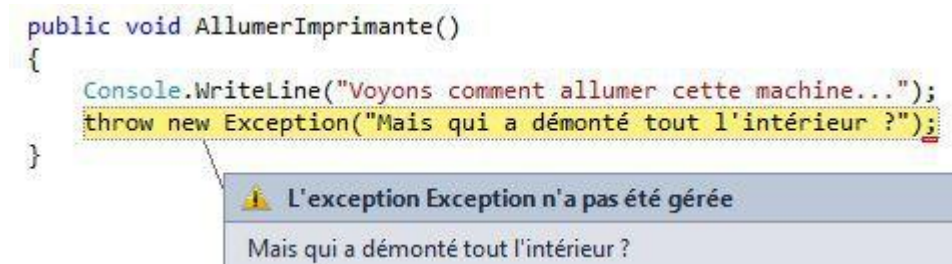 public void AllumerImprimante()
{
Console.WriteLine("Voyons comment allumer cette machine...");
throw new Exception("Mais qui a démonté tout l'intérieur ?");
}
L'exception Exception n'a pas été gérée
Mais qui a démonté tout l'intérieur ?